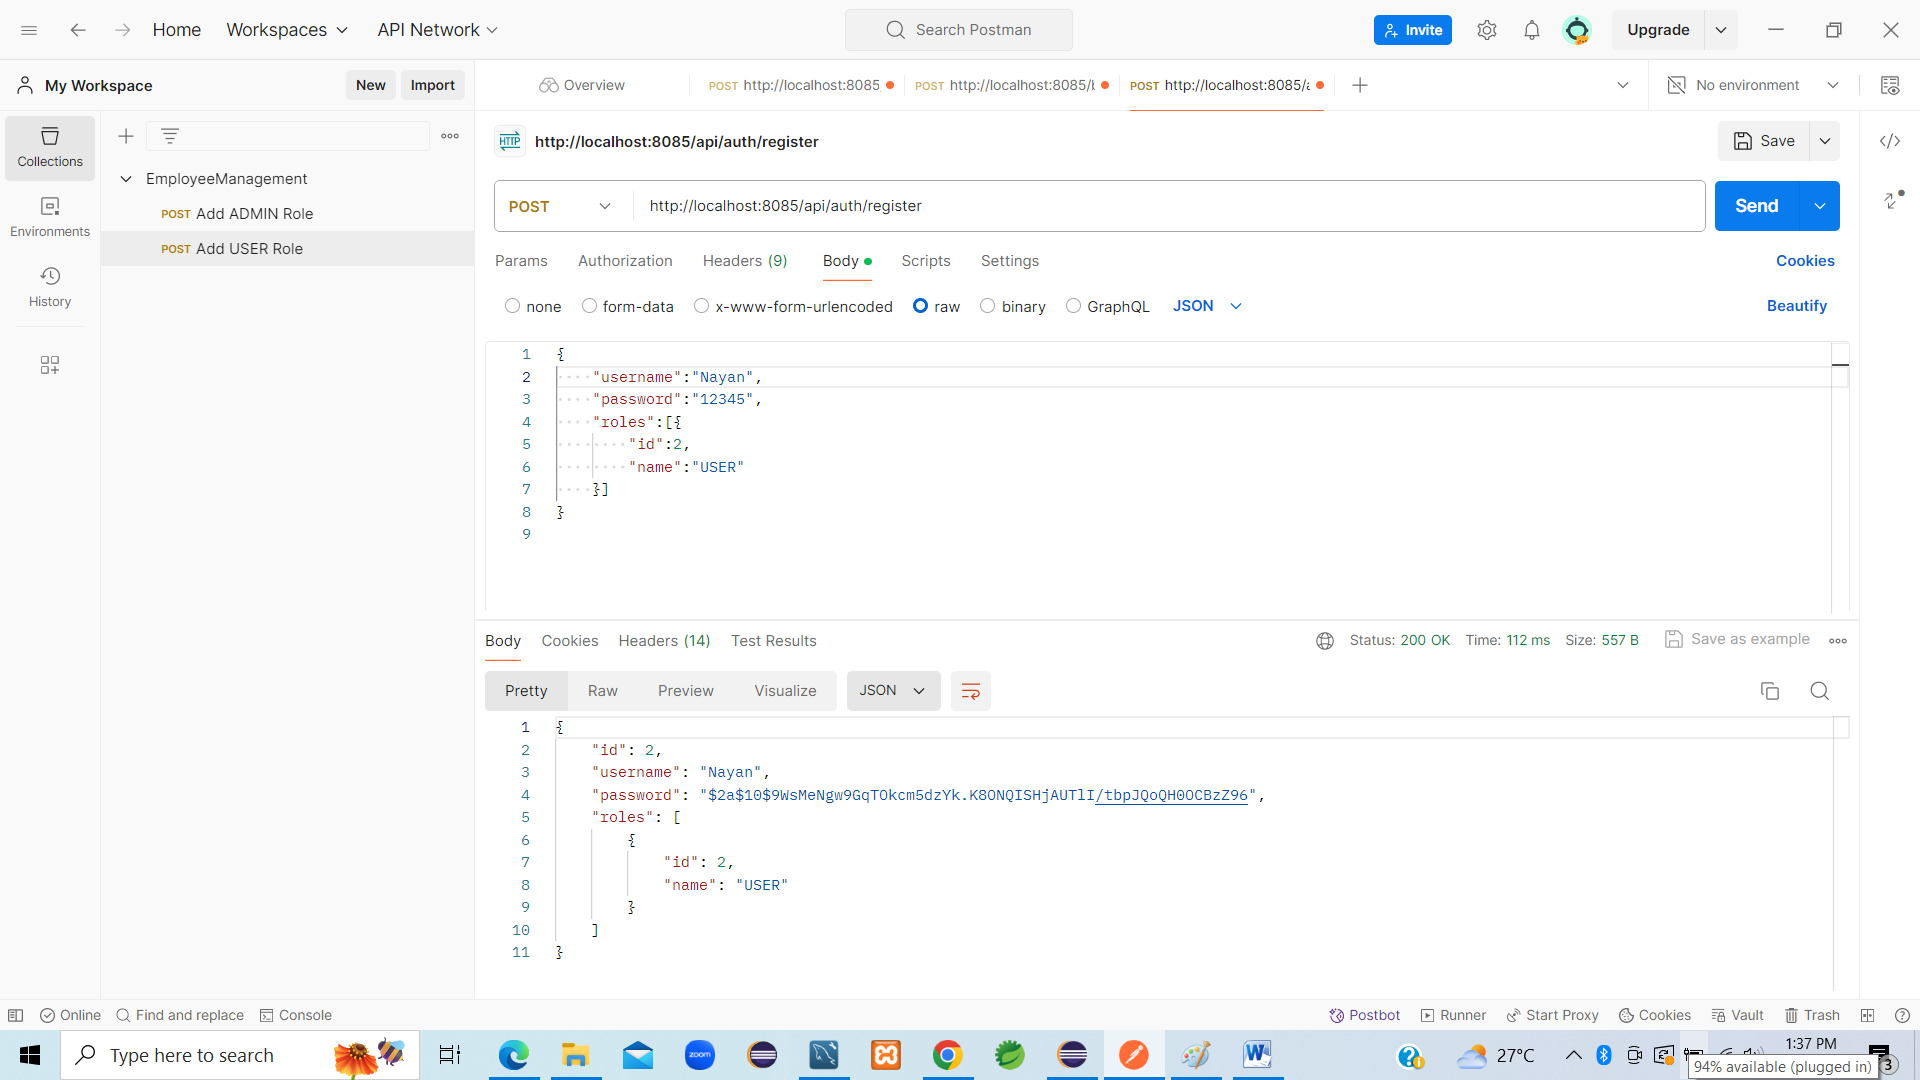 Home
Workspaces
API Network
Search Postman
Invite
Upgrade
My Workspace
New
Import
Overview
POST http://localhost:8085
POST http://localhost:8085/
POST http://localhost:8085/
No environment
Collections
Environments
History
EmployeeManagement
POST Add ADMIN Role
POST Add USER Role
HTTP http://localhost:8085/api/auth/register
Save
POST
http://localhost:8085/api/auth/register
Send
Params
Authorization
Headers (9)
Body
Scripts
Settings
Cookies
none
form-data
x-www-form-urlencoded
raw
binary
GraphQL
JSON
Beautify
1 {
2 "username":"Nayan",
3 "password":"12345",
4 "roles":[{
5 "id":2,
6 "name":"USER"
7 }]
8 }
9
Body
Cookies
Headers (14)
Test Results
Status: 200 OK
Time: 112 ms
Size: 557 B
Save as example
Pretty
Raw
Preview
Visualize
JSON
1 {
2 "id": 2,
3 "username": "Nayan",
4 "password": "$2a$10$9WsMeNgw9GqTOkcm5dzYk.K8ONQISHjAUTlI/tbpJQoQH0OCBzZ96",
5 "roles": [
6 {
7 "id": 2,
8 "name": "USER"
9 }
10 ]
11 }
Online
Find and replace
Console
Postbot
Runner
Start Proxy
Cookies
Vault
Trash
Type here to search
zoom
27°C
1:37 PM
94% available (plugged in)
3